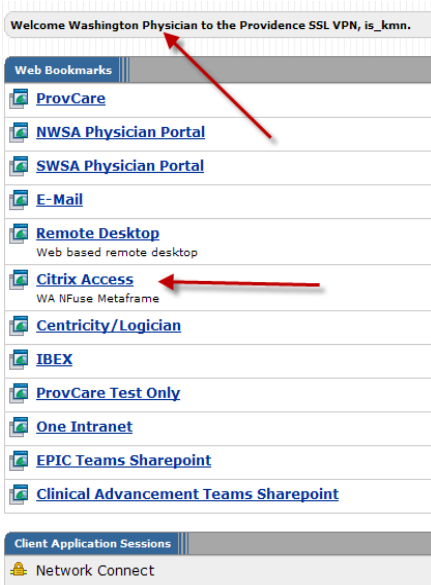 Welcome Washington Physician to the Providence SSL VPN, is_kmn.
Web Bookmarks
ProvCare
NWSA Physician Portal
SWSA Physician Portal
E-Mail
Remote Desktop
Web based remote desktop
Citrix Access
WA NFuse Metaframe
Centricity/Logician
IBEX
ProvCare Test Only
One Intranet
EPIC Teams Sharepoint
Clinical Advancement Teams Sharepoint
Client Application Sessions
Network Connect